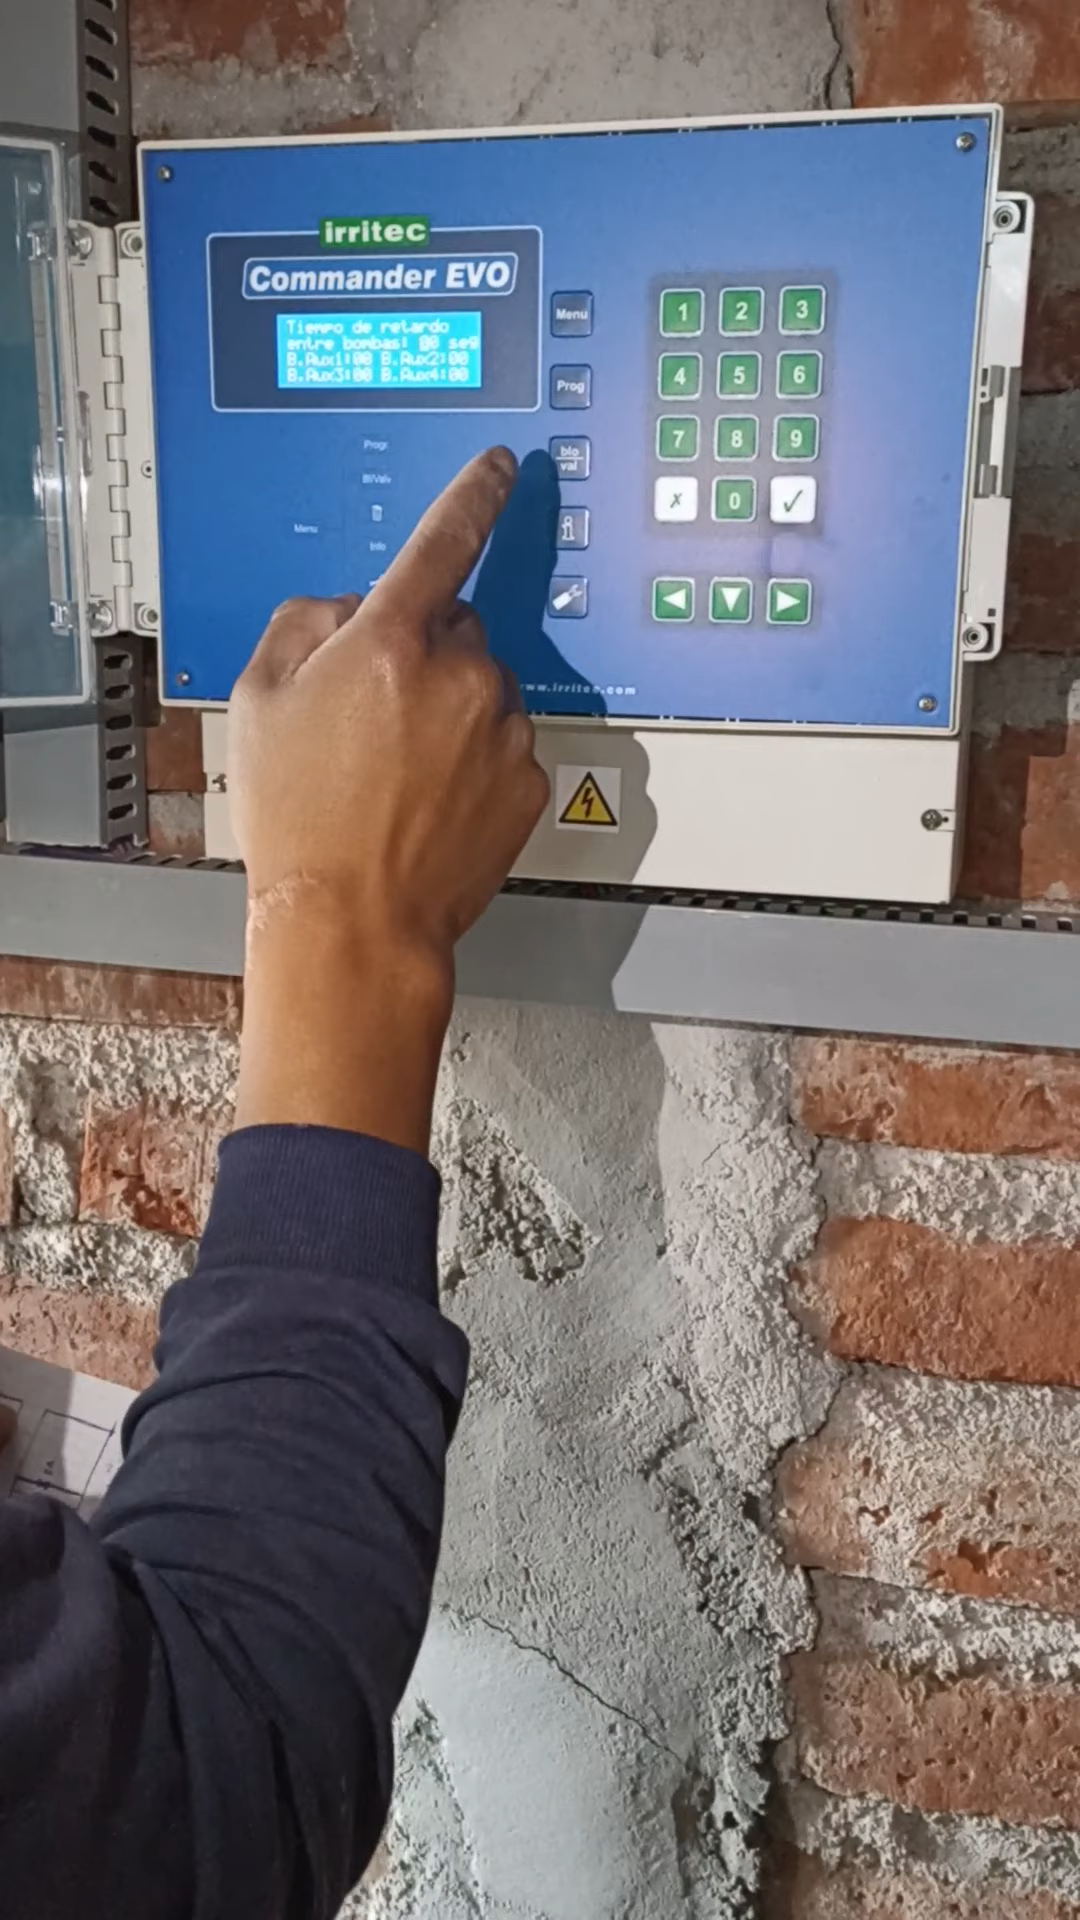 irritec
Commander EVO
Tiempo de retardo
entre bombas: 00 seg
B.Aux1:00 B.Aux2:00
B.Aux3:00 B.Aux4:00
Menu
Prog
blo
val
i
1 2 3
4 5 6
7 8 9
x 0 ✓
◀ ▼ ▶
Progr.
Bl/Valv
Menu
Info
www.irritec.com